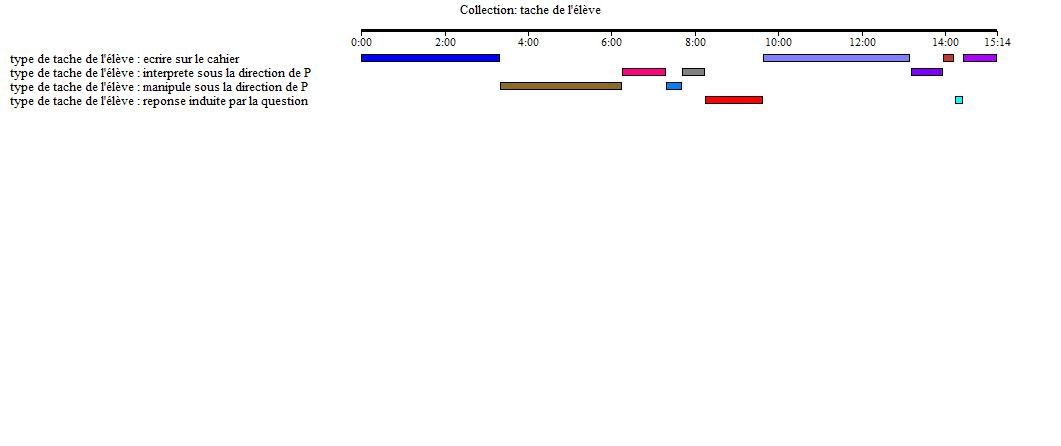 Collection: tache de l'élève
0:00 2:00 4:00 6:00 8:00 10:00 12:00 14:00 15:14
type de tache de l'élève : ecrire sur le cahier
type de tache de l'élève : interprete sous la direction de P
type de tache de l'élève : manipule sous la direction de P
type de tache de l'élève : reponse induite par la question